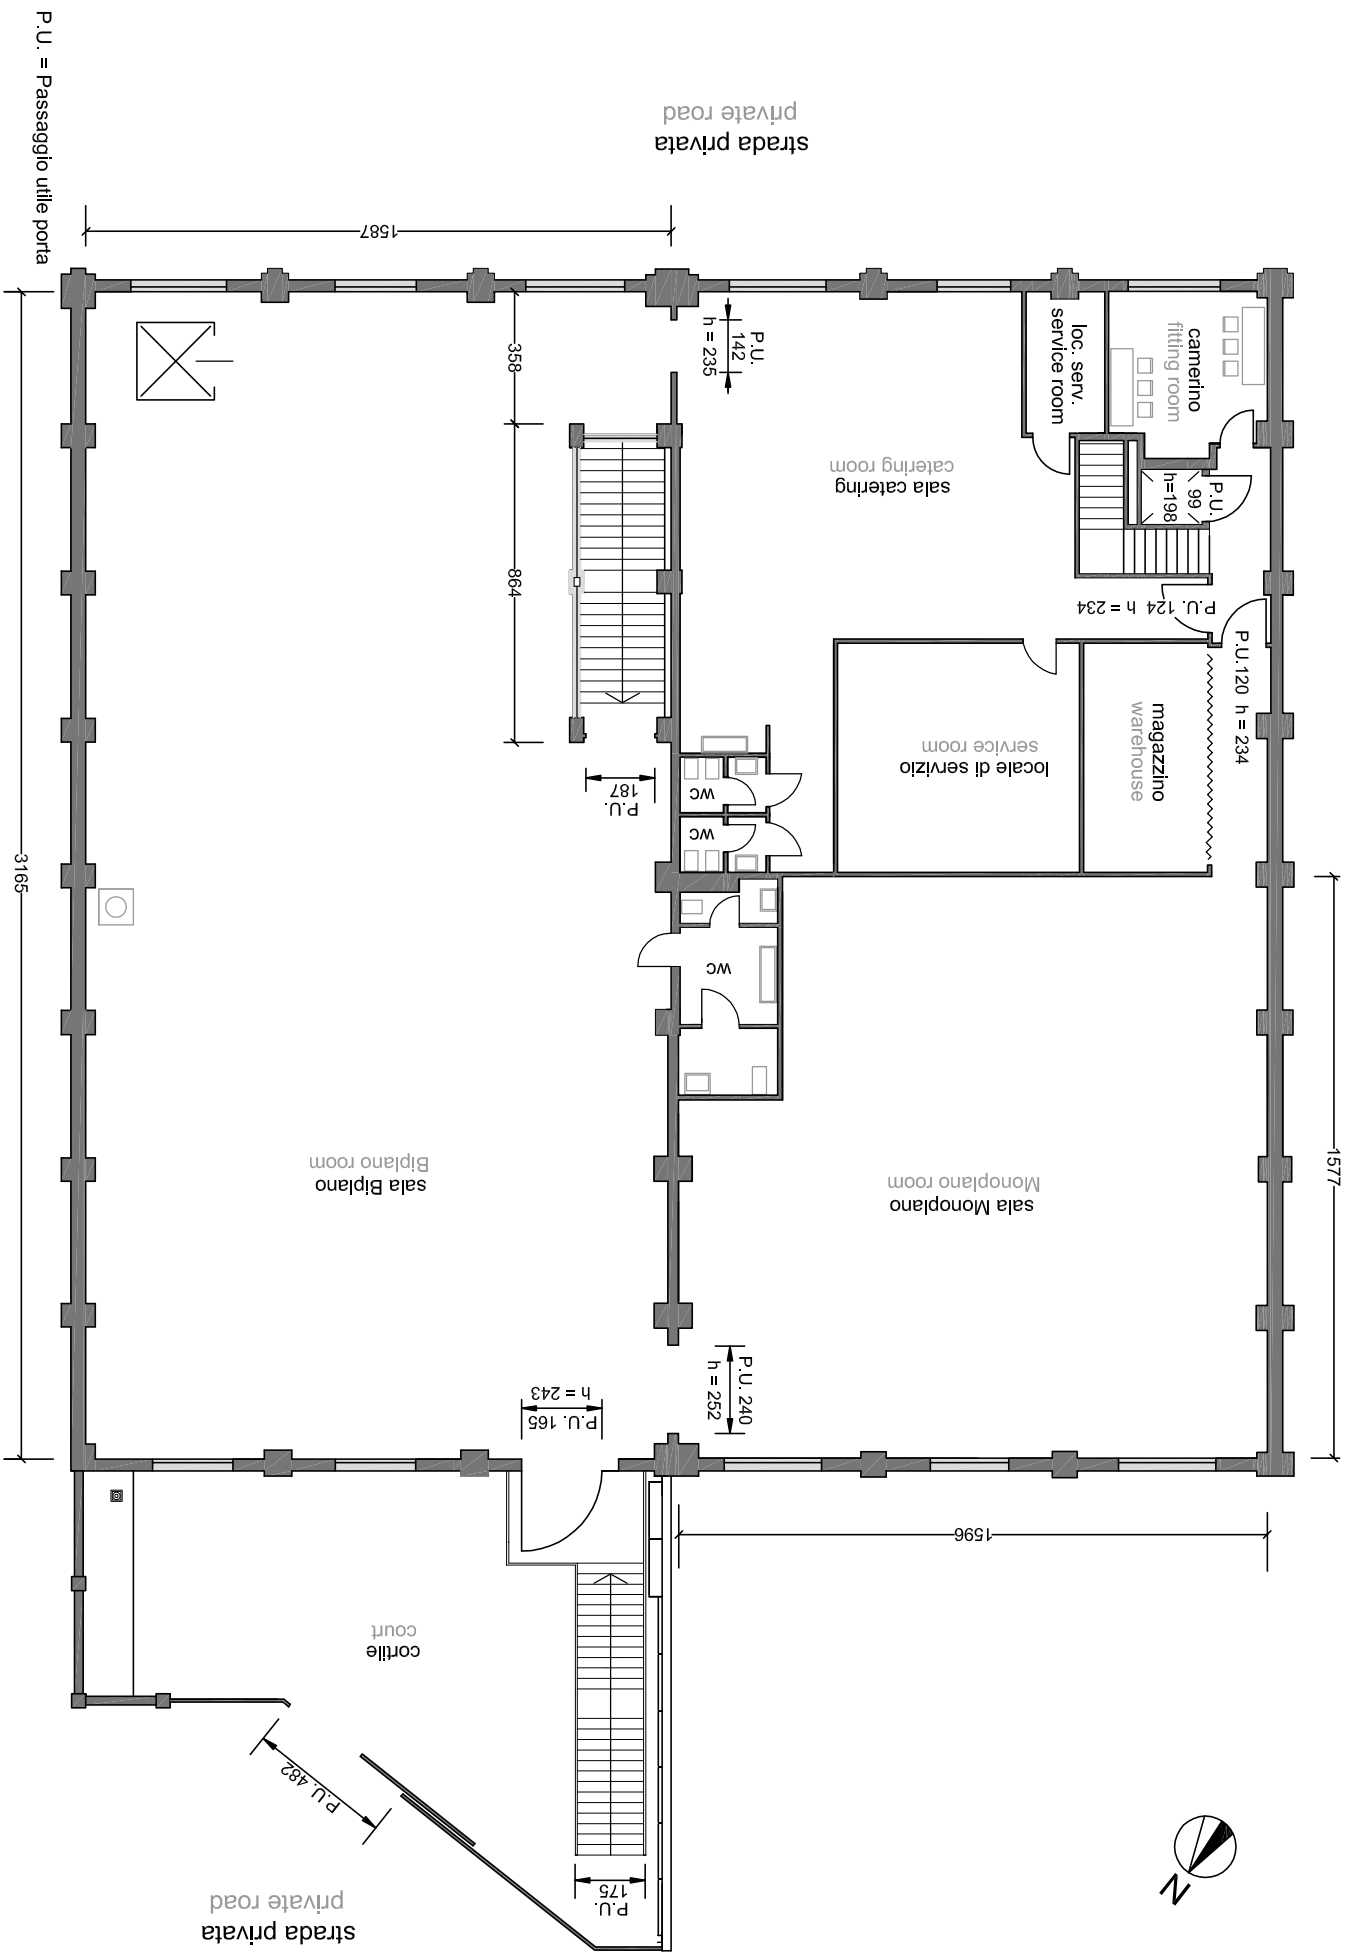 P.U. = Passaggio utile porta
private road
strada privata
1587
358
864
P.U.
142
h = 235
loc. serv.
service room
camerino
fitting room
catering room
sala catering
P.U.
99
h=198
P.U. 124 h = 234
P.U.120 h = 234
magazzino
warehouse
service room
locale di servizio
wc
wc
P.U.
187
3165
wc
Biplano room
sala Biplano
Monoplano room
sala Monoplano
1577
P.U. 240
h = 252
h = 243
P.U. 165
1596
court
cortile
P.U. 482
P.U.
175
private road
strada privata
N